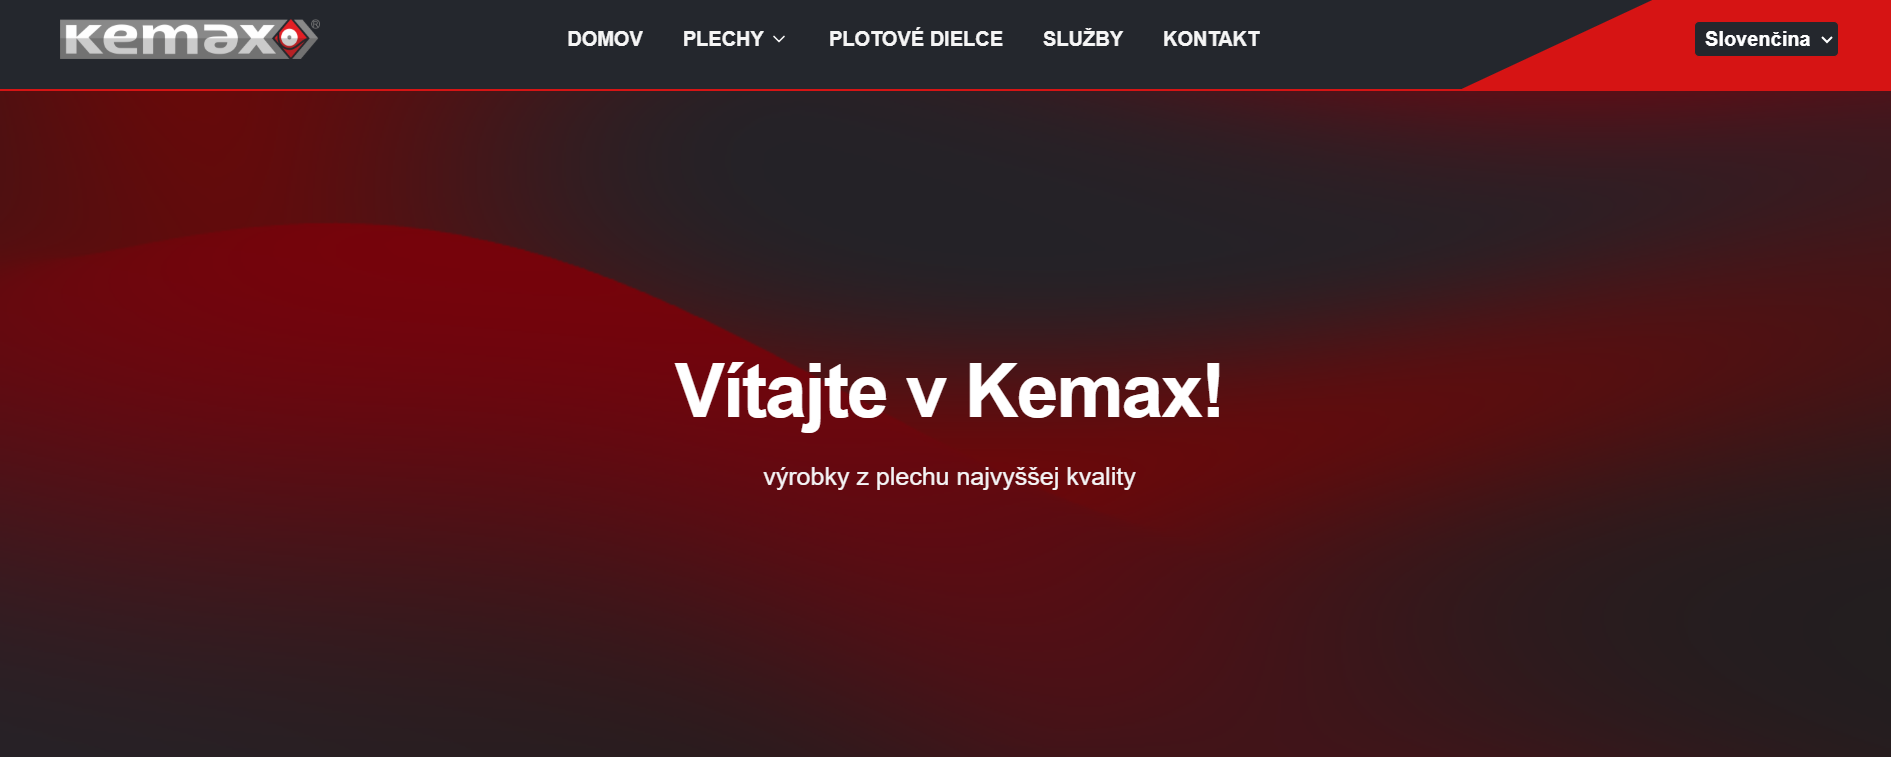 Kemax®
DOMOV PLECHY PLOTOVÉ DIELCE SLUŽBY KONTAKT Slovenčina
Vítajte v Kemax!
výrobky z plechu najvyššej kvality